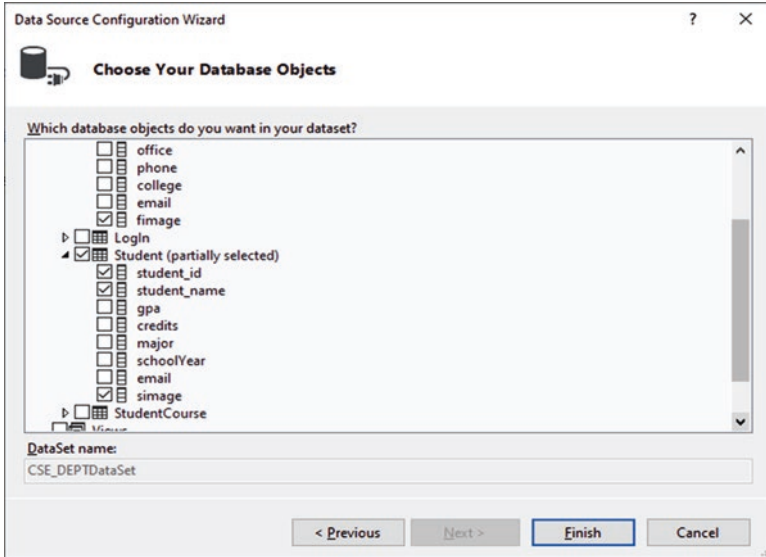 Data Source Configuration Wizard ? ×
Choose Your Database Objects
Which database objects do you want in your dataset?
office
phone
college
email
fimage
LogIn
Student (partially selected)
student_id
student_name
gpa
credits
major
schoolYear
email
simage
StudentCourse
Views
DataSet name:
CSE_DEPTDataSet
< Previous Next > Finish Cancel